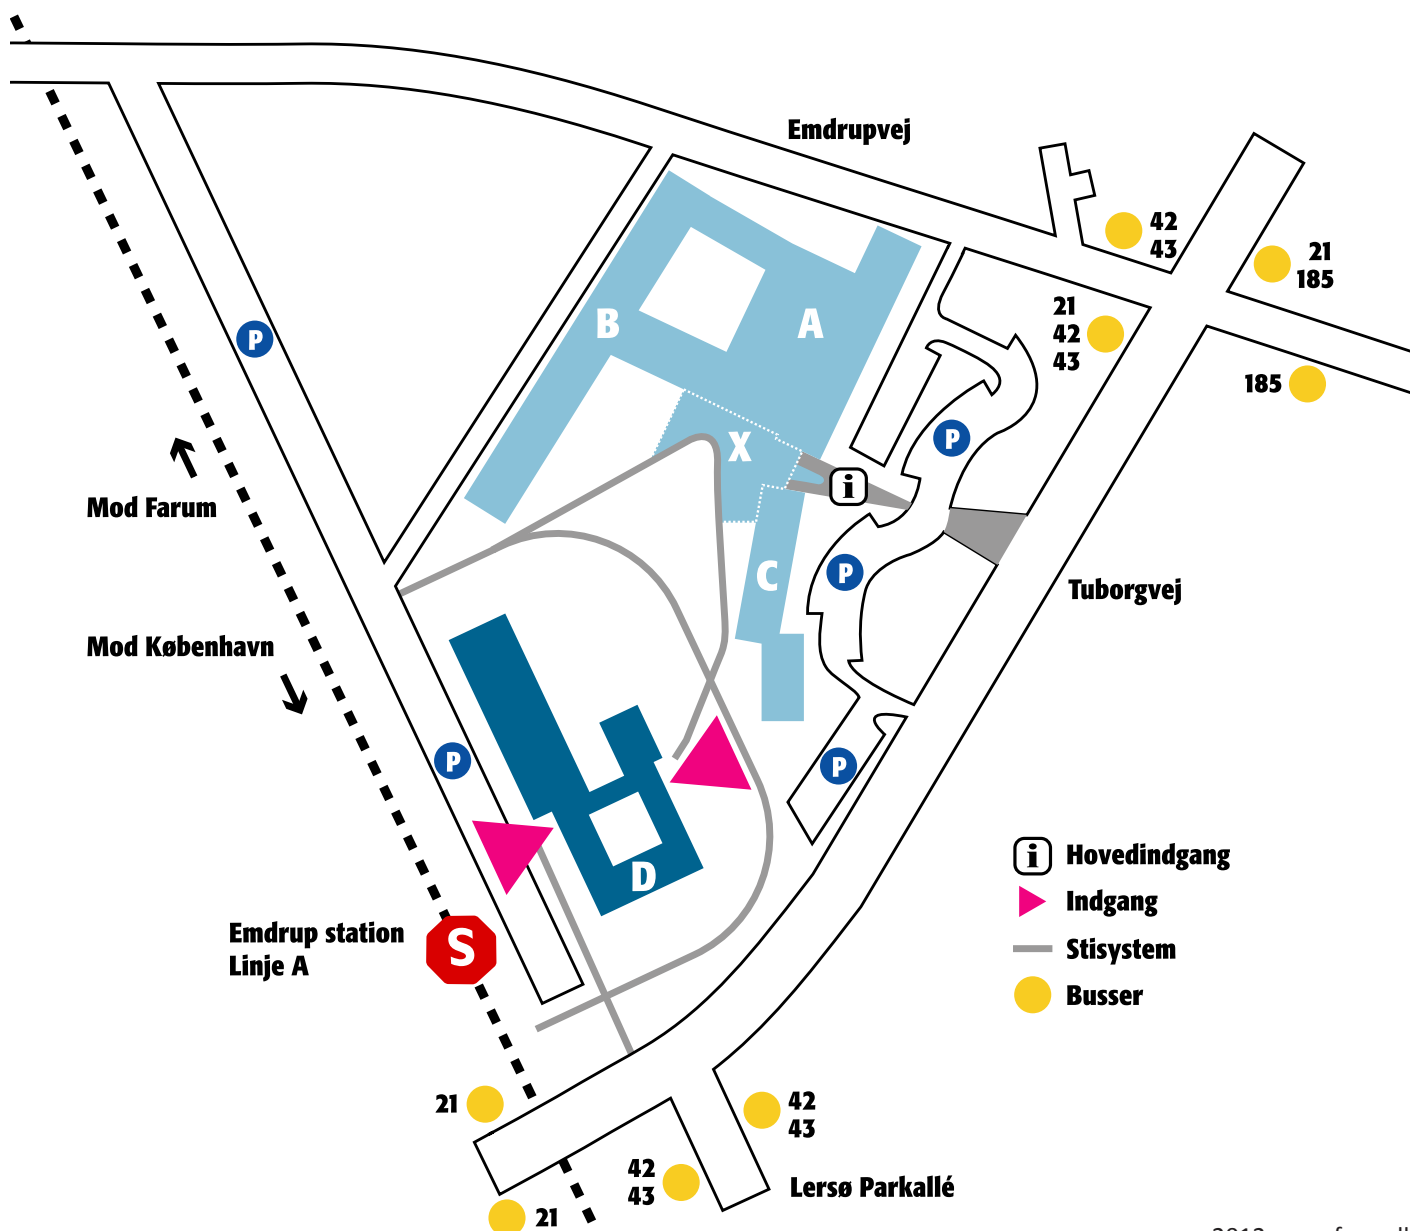 Emdrupvej
42
43
21
185
21
42
43
185
B
A
P
X
P
i
Mod Farum
C
P
Tuborgvej
Mod København
P
P
D
i Hovedindgang
Indgang
Stisystem
Busser
Emdrup station
Linje A
S
21
42
43
42
43
Lersø Parkallé
21